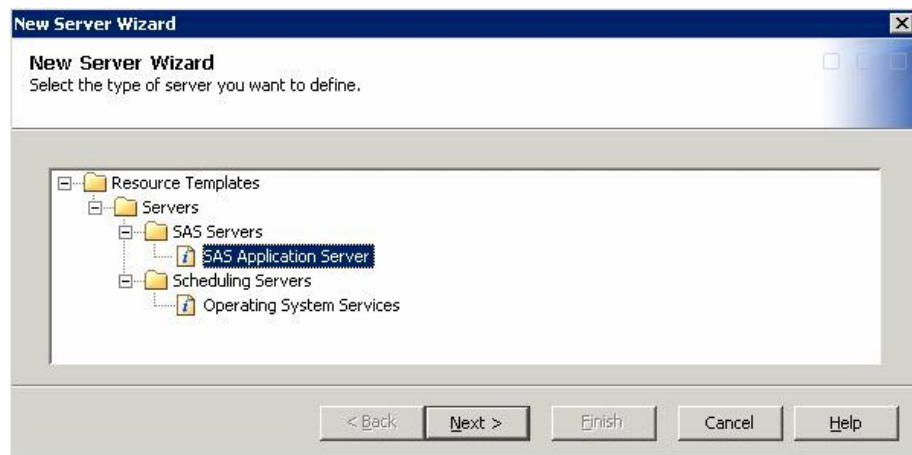 New Server Wizard
New Server Wizard
Select the type of server you want to define.
Resource Templates
Servers
SAS Servers
SAS Application Server
Scheduling Servers
Operating System Services
< Back Next > Finish Cancel Help